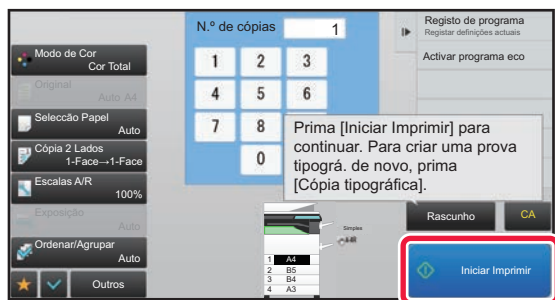 N.º de cópias
1
Registo de programa
Registar definições actuais
Activar programa eco
Modo de Cor
Cor Total
Original
Auto A4
Seleccão Papel
Auto
Cópia 2 Lados
1-Face→1-Face
Escalas A/R
100%
Exposição
Auto
Ordenar/Agrupar
Auto
Outros
1 2 3
4 5 6
7 8
0
Prima [Iniciar Imprimir] para
continuar. Para criar uma prova
tipográ. de novo, prima
[Cópia tipográfica].
Simples
A4R
1 A4
2 B5
3 B4
4 A3
Rascunho
CA
Iniciar Imprimir